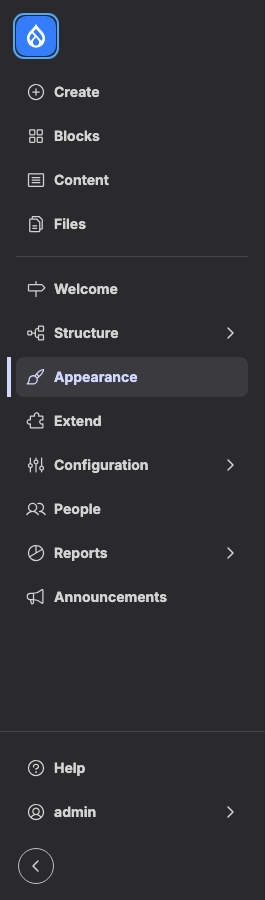 Create
Blocks
Content
Files
Welcome
Structure
Appearance
Extend
Configuration
People
Reports
Announcements
Help
admin